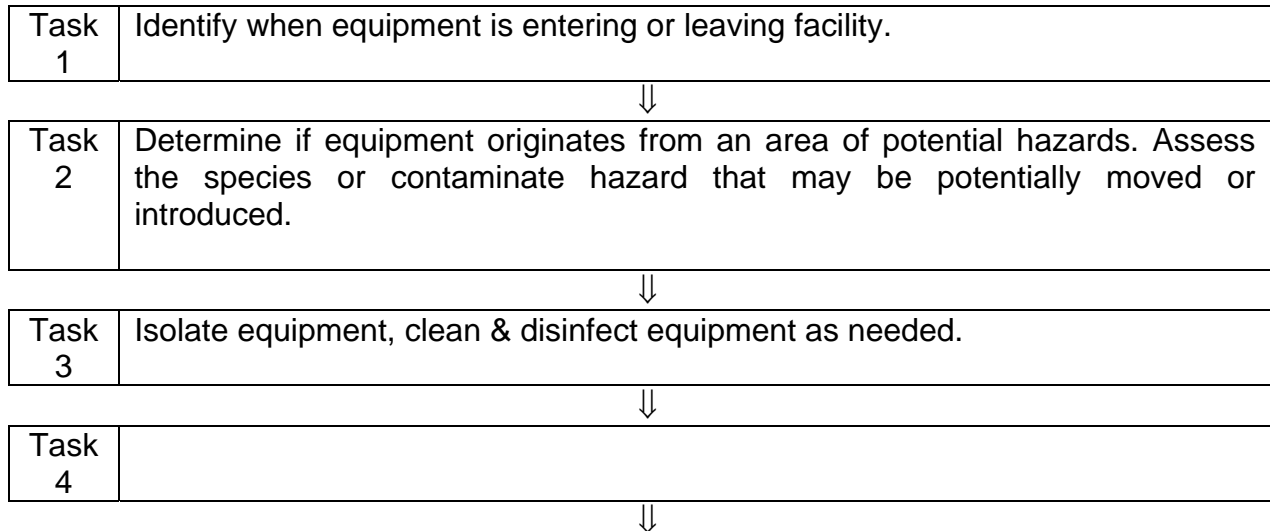 Task Identify when equipment is entering or leaving facility.
1
⇓
Task Determine if equipment originates from an area of potential hazards. Assess
2 the species or contaminate hazard that may be potentially moved or
introduced.
⇓
Task Isolate equipment, clean & disinfect equipment as needed.
3
⇓
Task
4
⇓